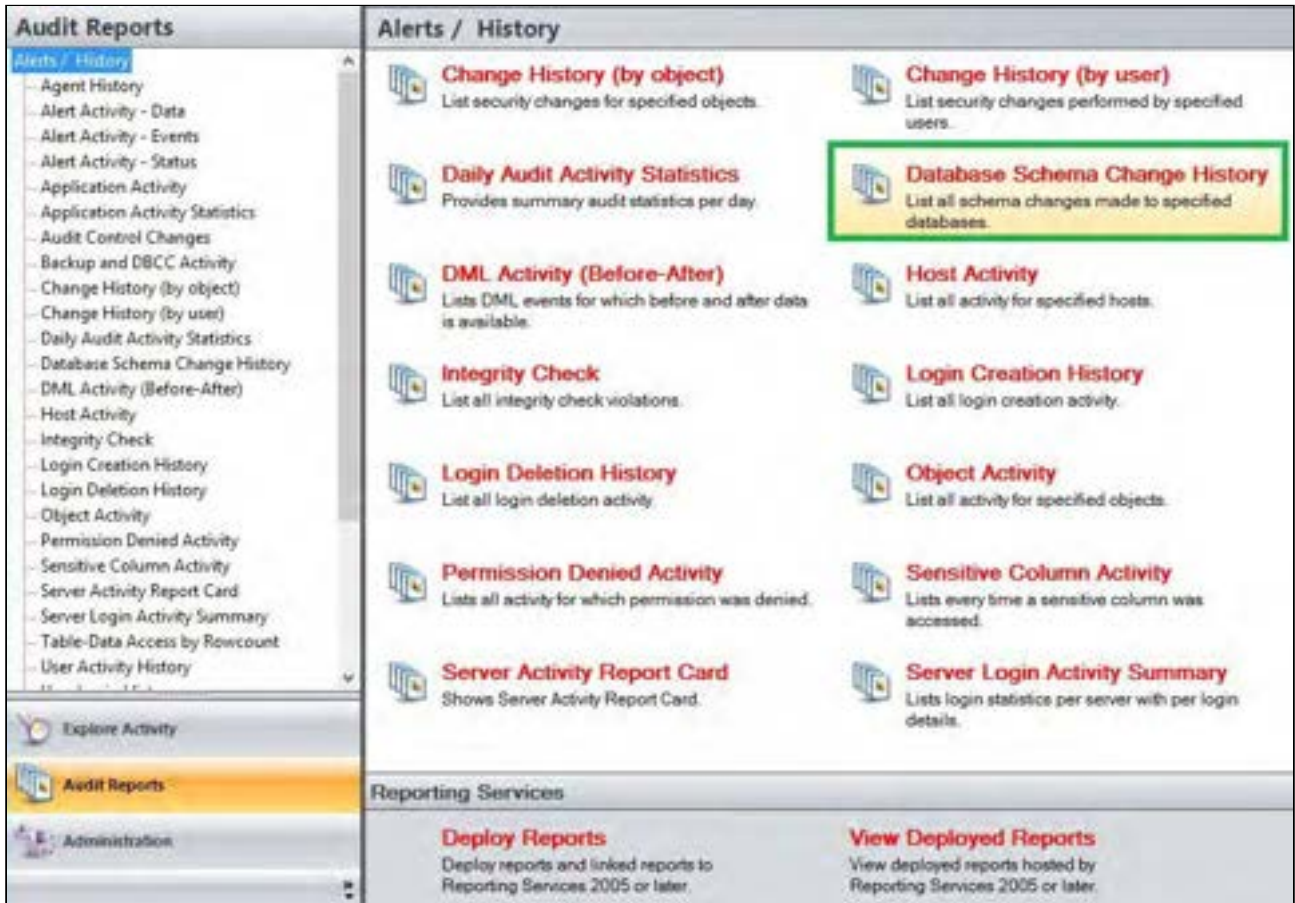 Audit Reports
Alerts / History
Agent History
Alert Activity - Data
Alert Activity - Events
Alert Activity - Status
Application Activity
Application Activity Statistics
Audit Control Changes
Backup and DBCC Activity
Change History (by object)
Change History (by user)
Daily Audit Activity Statistics
Database Schema Change History
DML Activity (Before-After)
Host Activity
Integrity Check
Login Creation History
Login Deletion History
Object Activity
Permission Denied Activity
Sensitive Column Activity
Server Activity Report Card
Server Login Activity Summary
Table-Data Access by Rowcount
User Activity History
Explore Activity
Audit Reports
Administration
Alerts / History
Change History (by object)
List security changes for specified objects.
Change History (by user)
List security changes performed by specified
users.
Daily Audit Activity Statistics
Provides summary audit statistics per day.
Database Schema Change History
List all schema changes made to specified
databases.
DML Activity (Before-After)
Lists DML events for which before and after data
is available.
Host Activity
List all activity for specified hosts.
Integrity Check
List all integrity check violations.
Login Creation History
List all login creation activity.
Login Deletion History
List all login deletion activity
Object Activity
List all activity for specified objects.
Permission Denied Activity
Lists all activity for which permission was denied.
Sensitive Column Activity
Lists every time a sensitive column was
accessed.
Server Activity Report Card
Shows Server Activity Report Card.
Server Login Activity Summary
Lists login statistics per server with per login
details.
Reporting Services
Deploy Reports
Deploy reports and linked reports to
Reporting Services 2005 or later.
View Deployed Reports
View deployed reports hosted by
Reporting Services 2005 or later.